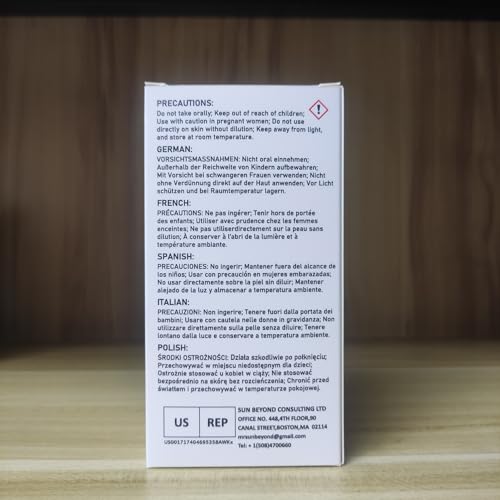 PRECAUTIONS:
Do not take orally; Keep out of reach of children;
Use with caution in pregnant women; Do not use
directly on skin without dilution; Keep away from light,
and store at room temperature.
GERMAN:
VORSICHTSMASSNAHMEN: Nicht oral einnehmen;
Außerhalb der Reichweite von Kindern aufbewahren;
Mit Vorsicht bei schwangeren Frauen verwenden; Nicht
ohne Verdünnung direkt auf der Haut anwenden; Vor Licht
schützen und bei Raumtemperatur lagern.
FRENCH:
PRÉCAUTIONS: Ne pas ingérer; Tenir hors de portée
des enfants; Utiliser avec prudence chez les femmes
enceintes; Ne pas utiliserdirectement sur la peau sans
dilution; À conserver à l'abri de la lumière et à
température ambiante.
SPANISH:
PRECAUCIONES: No ingerir; Mantener fuera del alcance de
los niños; Usar con precaución en mujeres embarazadas;
No usar directamente sobre la piel sin diluir; Mantener
alejado de la luz y almacenar a temperatura ambiente.
ITALIAN:
PRECAUZIONI: Non ingerire; Tenere fuori dalla portata dei
bambini; Usare con cautela nelle donne in gravidanza; Non
utilizzare direttamente sulla pelle senza diluire; Tenere
lontano dalla luce e conservare a temperatura ambiente.
POLISH:
ŚRODKI OSTROŻNOŚCI: Działa szkodliwie po połknięciu;
Przechowywać w miejscu niedostępnym dla dzieci;
Ostrożnie stosować u kobiet w ciąży; Nie stosować
bezpośrednio na skórę bez rozcieńczenia; Chronić przed
światłem i przechowywać w temperaturze pokojowej.
US REP
US001717404695358AWKx
SUN BEYOND CONSULTING LTD
OFFICE NO. 448,4TH FLOOR,90
CANAL STREET,BOSTON,MA 02114
mrsunbeyond@gmail.com
Tel: + 1(508)4700660